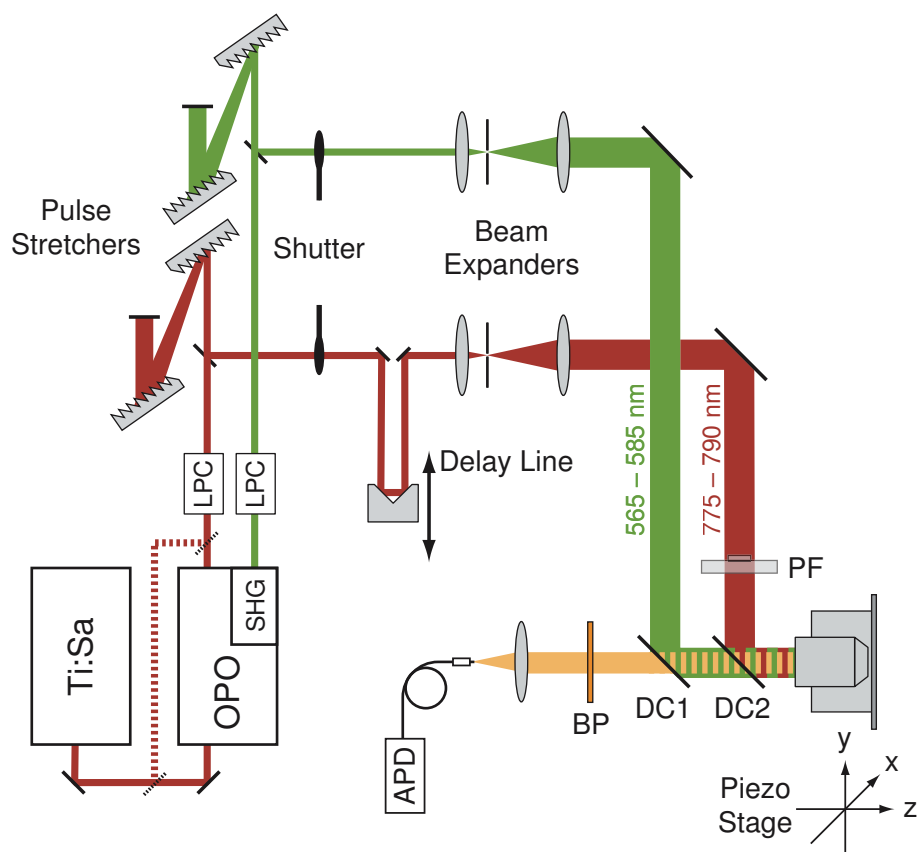 Pulse
Stretchers
Shutter
Beam
Expanders
565 – 585 nm
775 – 790 nm
LPC
LPC
Delay Line
PF
Ti:Sa
OPO
SHG
APD
BP
DC1
DC2
Piezo
Stage
y
x
z